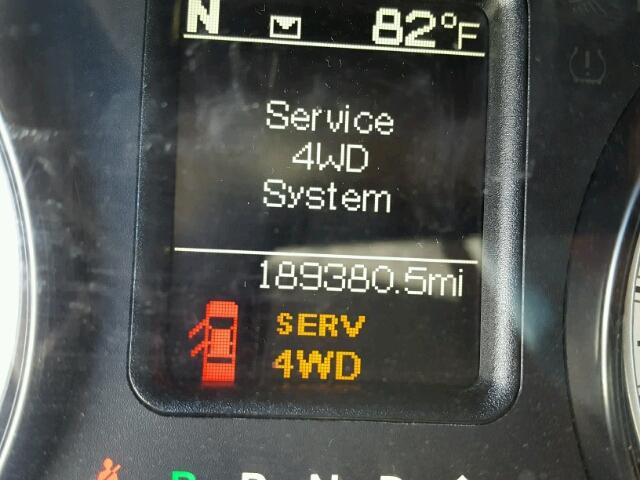 N 82°F
Service
4WD
System
189380.5mi
SERV
4WD
P R N D